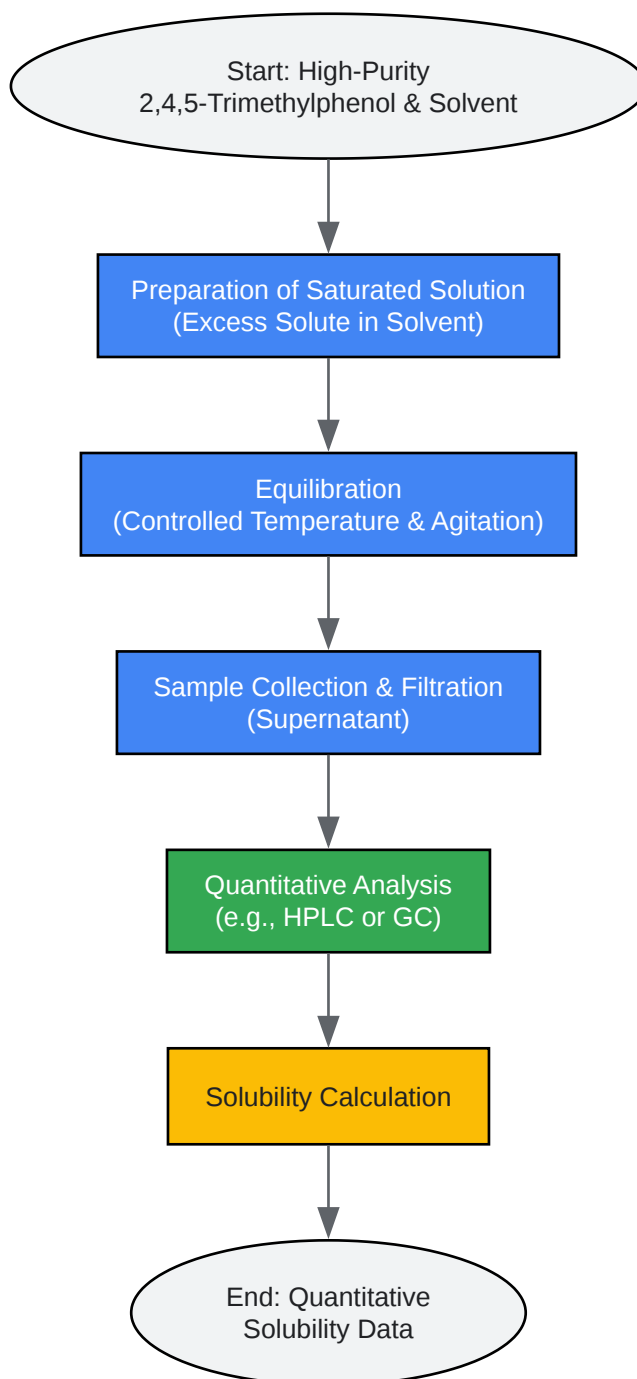 Start: High-Purity
2,4,5-Trimethylphenol & Solvent
Preparation of Saturated Solution
(Excess Solute in Solvent)
Equilibration
(Controlled Temperature & Agitation)
Sample Collection & Filtration
(Supernatant)
Quantitative Analysis
(e.g., HPLC or GC)
Solubility Calculation
End: Quantitative
Solubility Data